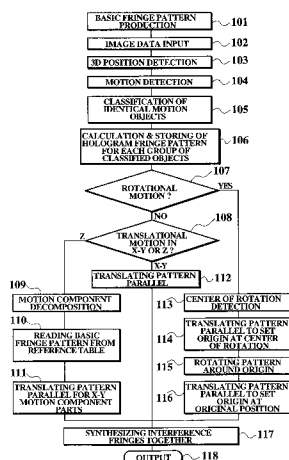 BASIC FRINGE PATTERN
PRODUCTION
101
IMAGE DATA INPUT
102
3D POSITION DETECTION
103
MOTION DETECTION
104
CLASSIFICATION OF
IDENTICAL MOTION
OBJECTS
105
CALCULATION & STORING OF
HOLOGRAM FRINGE PATTERN
FOR EACH GROUP OF
CLASSIFIED OBJECTS
106
107
ROTATIONAL
MOTION ?
YES
NO
108
TRANSLATIONAL
MOTION IN
X-Y OR Z ?
Z
X-Y
TRANSLATING PATTERN
PARALLEL
112
109
MOTION COMPONENT
DECOMPOSITION
113
CENTER OF ROTATION
DETECTION
110
READING BASIC
FRINGE PATTERN FROM
REFERENCE TABLE
114
TRANSLATING PATTERN
PARALLEL TO SET
ORIGIN AT CENTER
OF ROTATION
115
ROTATING PATTERN
AROUND ORIGIN
111
TRANSLATING PATTERN
PARALLEL FOR X-Y
MOTION COMPONENT
PARTS
116
TRANSLATING PATTERN
PARALLEL TO SET
ORIGIN AT
ORIGINAL POSITION
SYNTHESIZING INTERFERENCE
FRINGES TOGETHER
117
OUTPUT
118